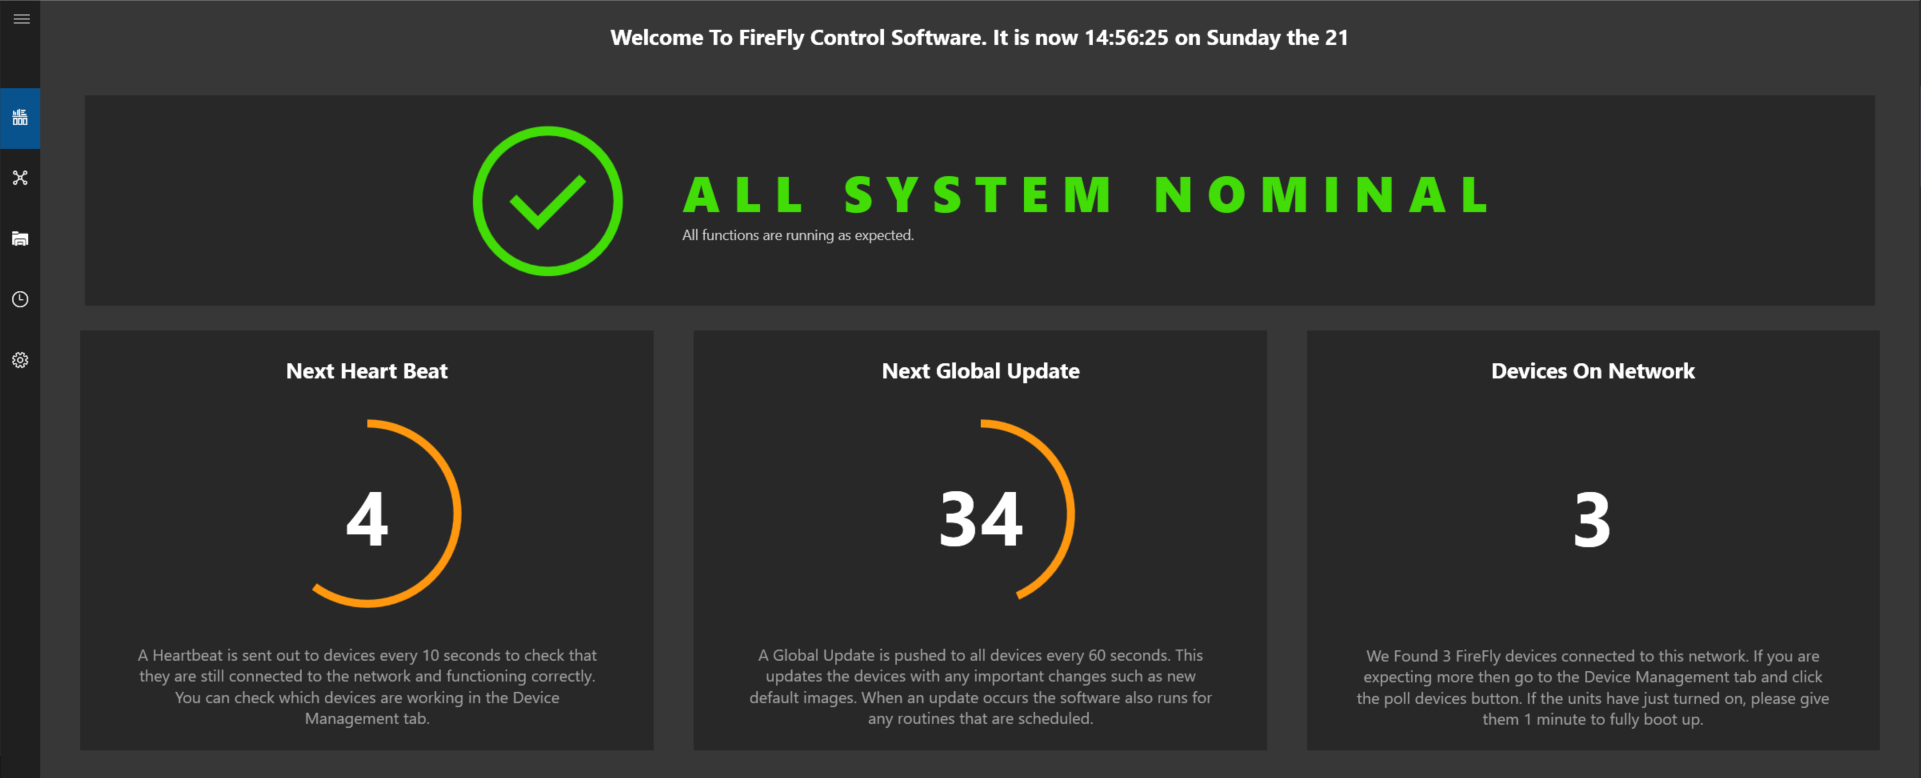 Welcome To FireFly Control Software. It is now 14:56:25 on Sunday the 21
ALL SYSTEM NOMINAL
All functions are running as expected.
Next Heart Beat
4
A Heartbeat is sent out to devices every 10 seconds to check that
they are still connected to the network and functioning correctly.
You can check which devices are working in the Device
Management tab.
Next Global Update
34
A Global Update is pushed to all devices every 60 seconds. This
updates the devices with any important changes such as new
default images. When an update occurs the software also runs for
any routines that are scheduled.
Devices On Network
3
We Found 3 FireFly devices connected to this network. If you are
expecting more then go to the Device Management tab and click
the poll devices button. If the units have just turned on, please give
them 1 minute to fully boot up.